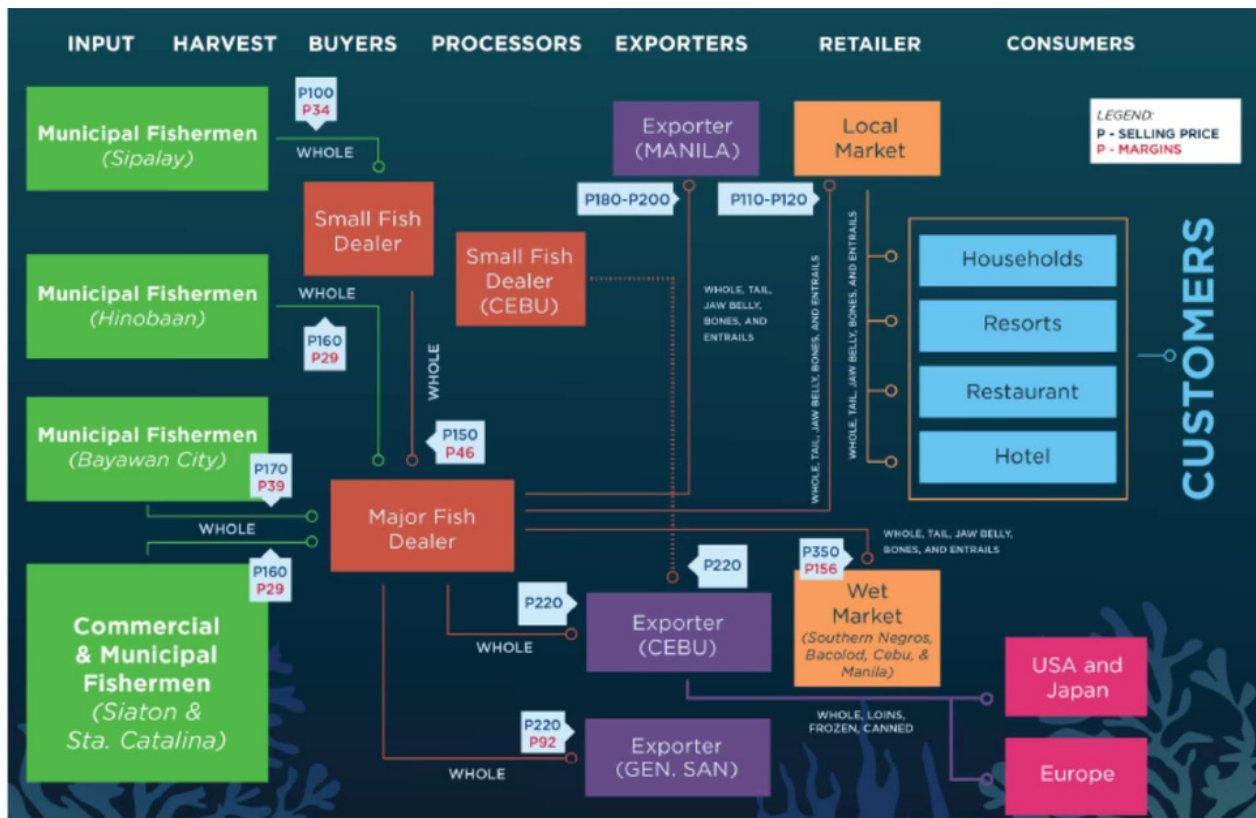 INPUT HARVEST BUYERS PROCESSORS EXPORTERS RETAILER CONSUMERS
LEGEND:
P - SELLING PRICE
P - MARGINS
Municipal Fishermen
(Sipalay)
P100
P34
WHOLE
Small Fish
Dealer
Small Fish
Dealer
(CEBU)
Exporter
(MANILA)
P180-P200
Local
Market
P110-P120
Municipal Fishermen
(Hinobaan)
WHOLE
P160
P29
WHOLE
P150
P46
WHOLE, TAIL,
JAW BELLY,
BONES, AND
ENTRAILS
WHOLE, TAIL, JAW BELLY, BONES, AND ENTRAILS
WHOLE, TAIL, JAW BELLY, BONES, AND ENTRAILS
Households
Resorts
Restaurant
Hotel
CUSTOMERS
Municipal Fishermen
(Bayawan City)
P170
P39
WHOLE
Major Fish
Dealer
P160
P29
Commercial
& Municipal
Fishermen
(Siaton &
Sta. Catalina)
WHOLE, TAIL, JAW BELLY,
BONES, AND ENTRAILS
P350
P156
Wet
Market
(Southern Negros,
Bacolod, Cebu, &
Manila)
P220
P220
WHOLE
Exporter
(CEBU)
WHOLE, LOINS,
FROZEN, CANNED
USA and
Japan
Europe
P220
P92
WHOLE
Exporter
(GEN. SAN)